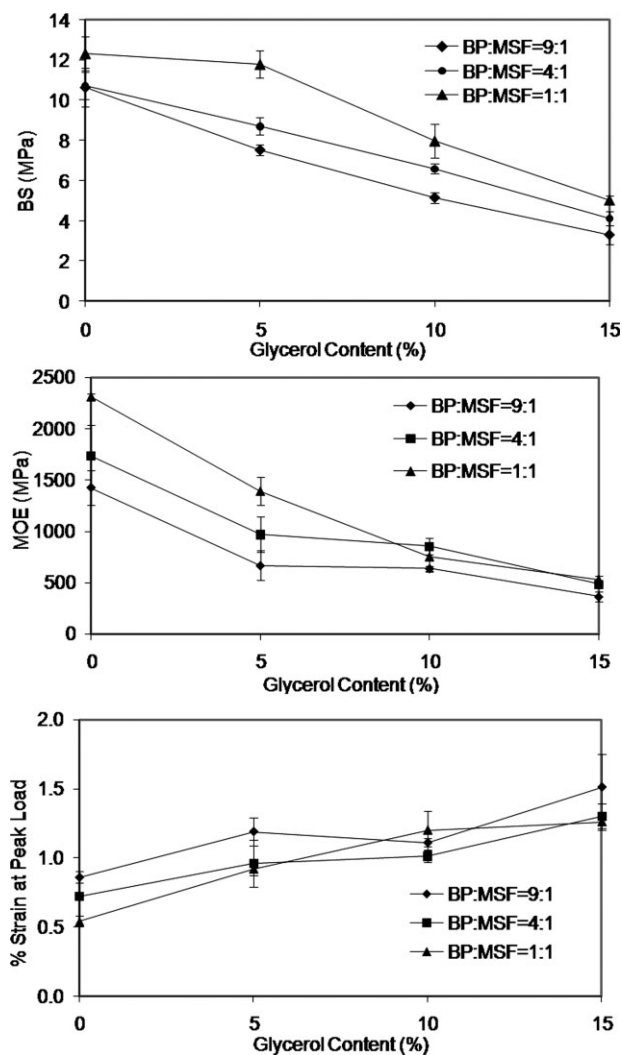 14
12
10
8
6
4
2
0
BS (MPa)
BP:MSF=9:1
BP:MSF=4:1
BP:MSF=1:1
0 5 10 15
Glycerol Content (%)
2500
2000
1500
1000
500
0
MOE (MPa)
BP:MSF=9:1
BP:MSF=4:1
BP:MSF=1:1
0 5 10 15
Glycerol Content (%)
2.0
1.5
1.0
0.5
0.0
% Strain at Peak Load
BP:MSF=9:1
BP:MSF=4:1
BP:MSF=1:1
0 5 10 15
Glycerol Content (%)